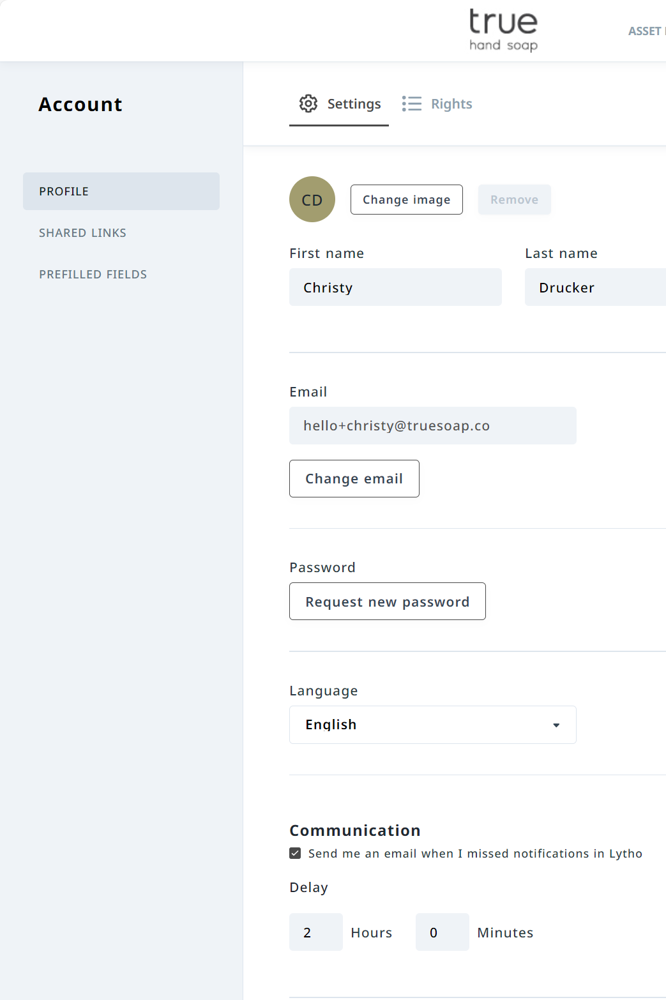 true
hand soap
ASSET
Account
Settings
Rights
PROFILE
SHARED LINKS
PREFILLED FIELDS
CD
Change image
Remove
First name
Last name
Christy
Drucker
Email
hello+christy@truesoap.co
Change email
Password
Request new password
Language
English
Communication
Send me an email when I missed notifications in Lytho
Delay
2 Hours 0 Minutes